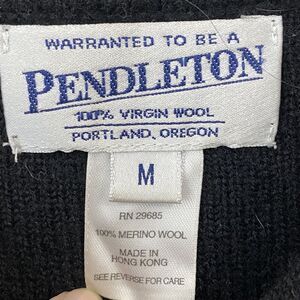 WARRANTED TO BE A
PENDLETON
100% VIRGIN WOOL
PORTLAND, OREGON
M
RN 29685
100% MERINO WOOL
MADE IN
HONG KONG
SEE REVERSE FOR CARE